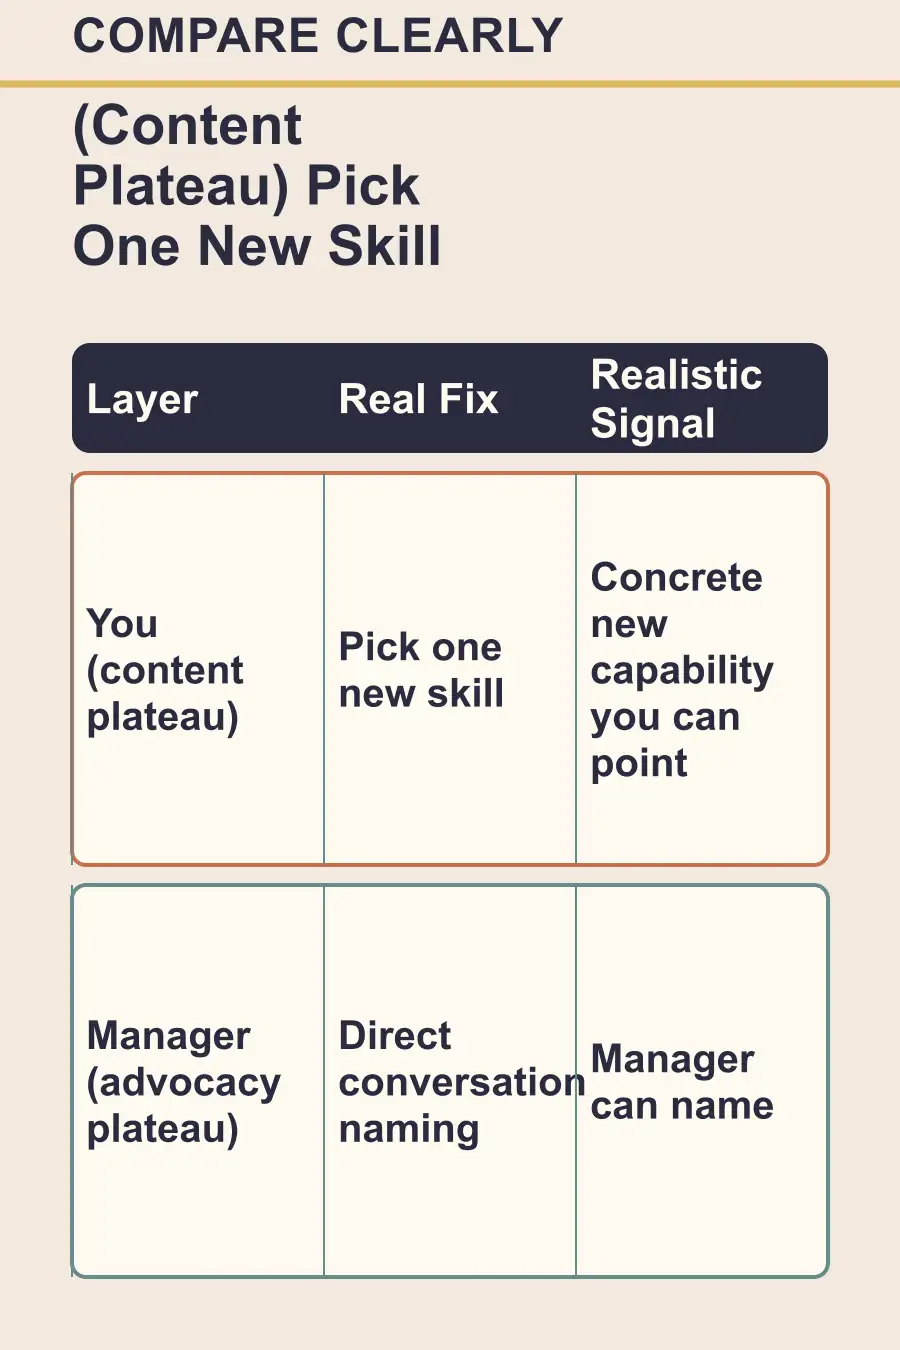 COMPARE CLEARLY
(Content
Plateau) Pick
One New Skill
Layer
Real Fix
Realistic
Signal
You
(content
plateau)
Pick one
new skill
Concrete
new
capability
you can
point
Manager
(advocacy
plateau)
Direct
conversation
naming
Manager
can name